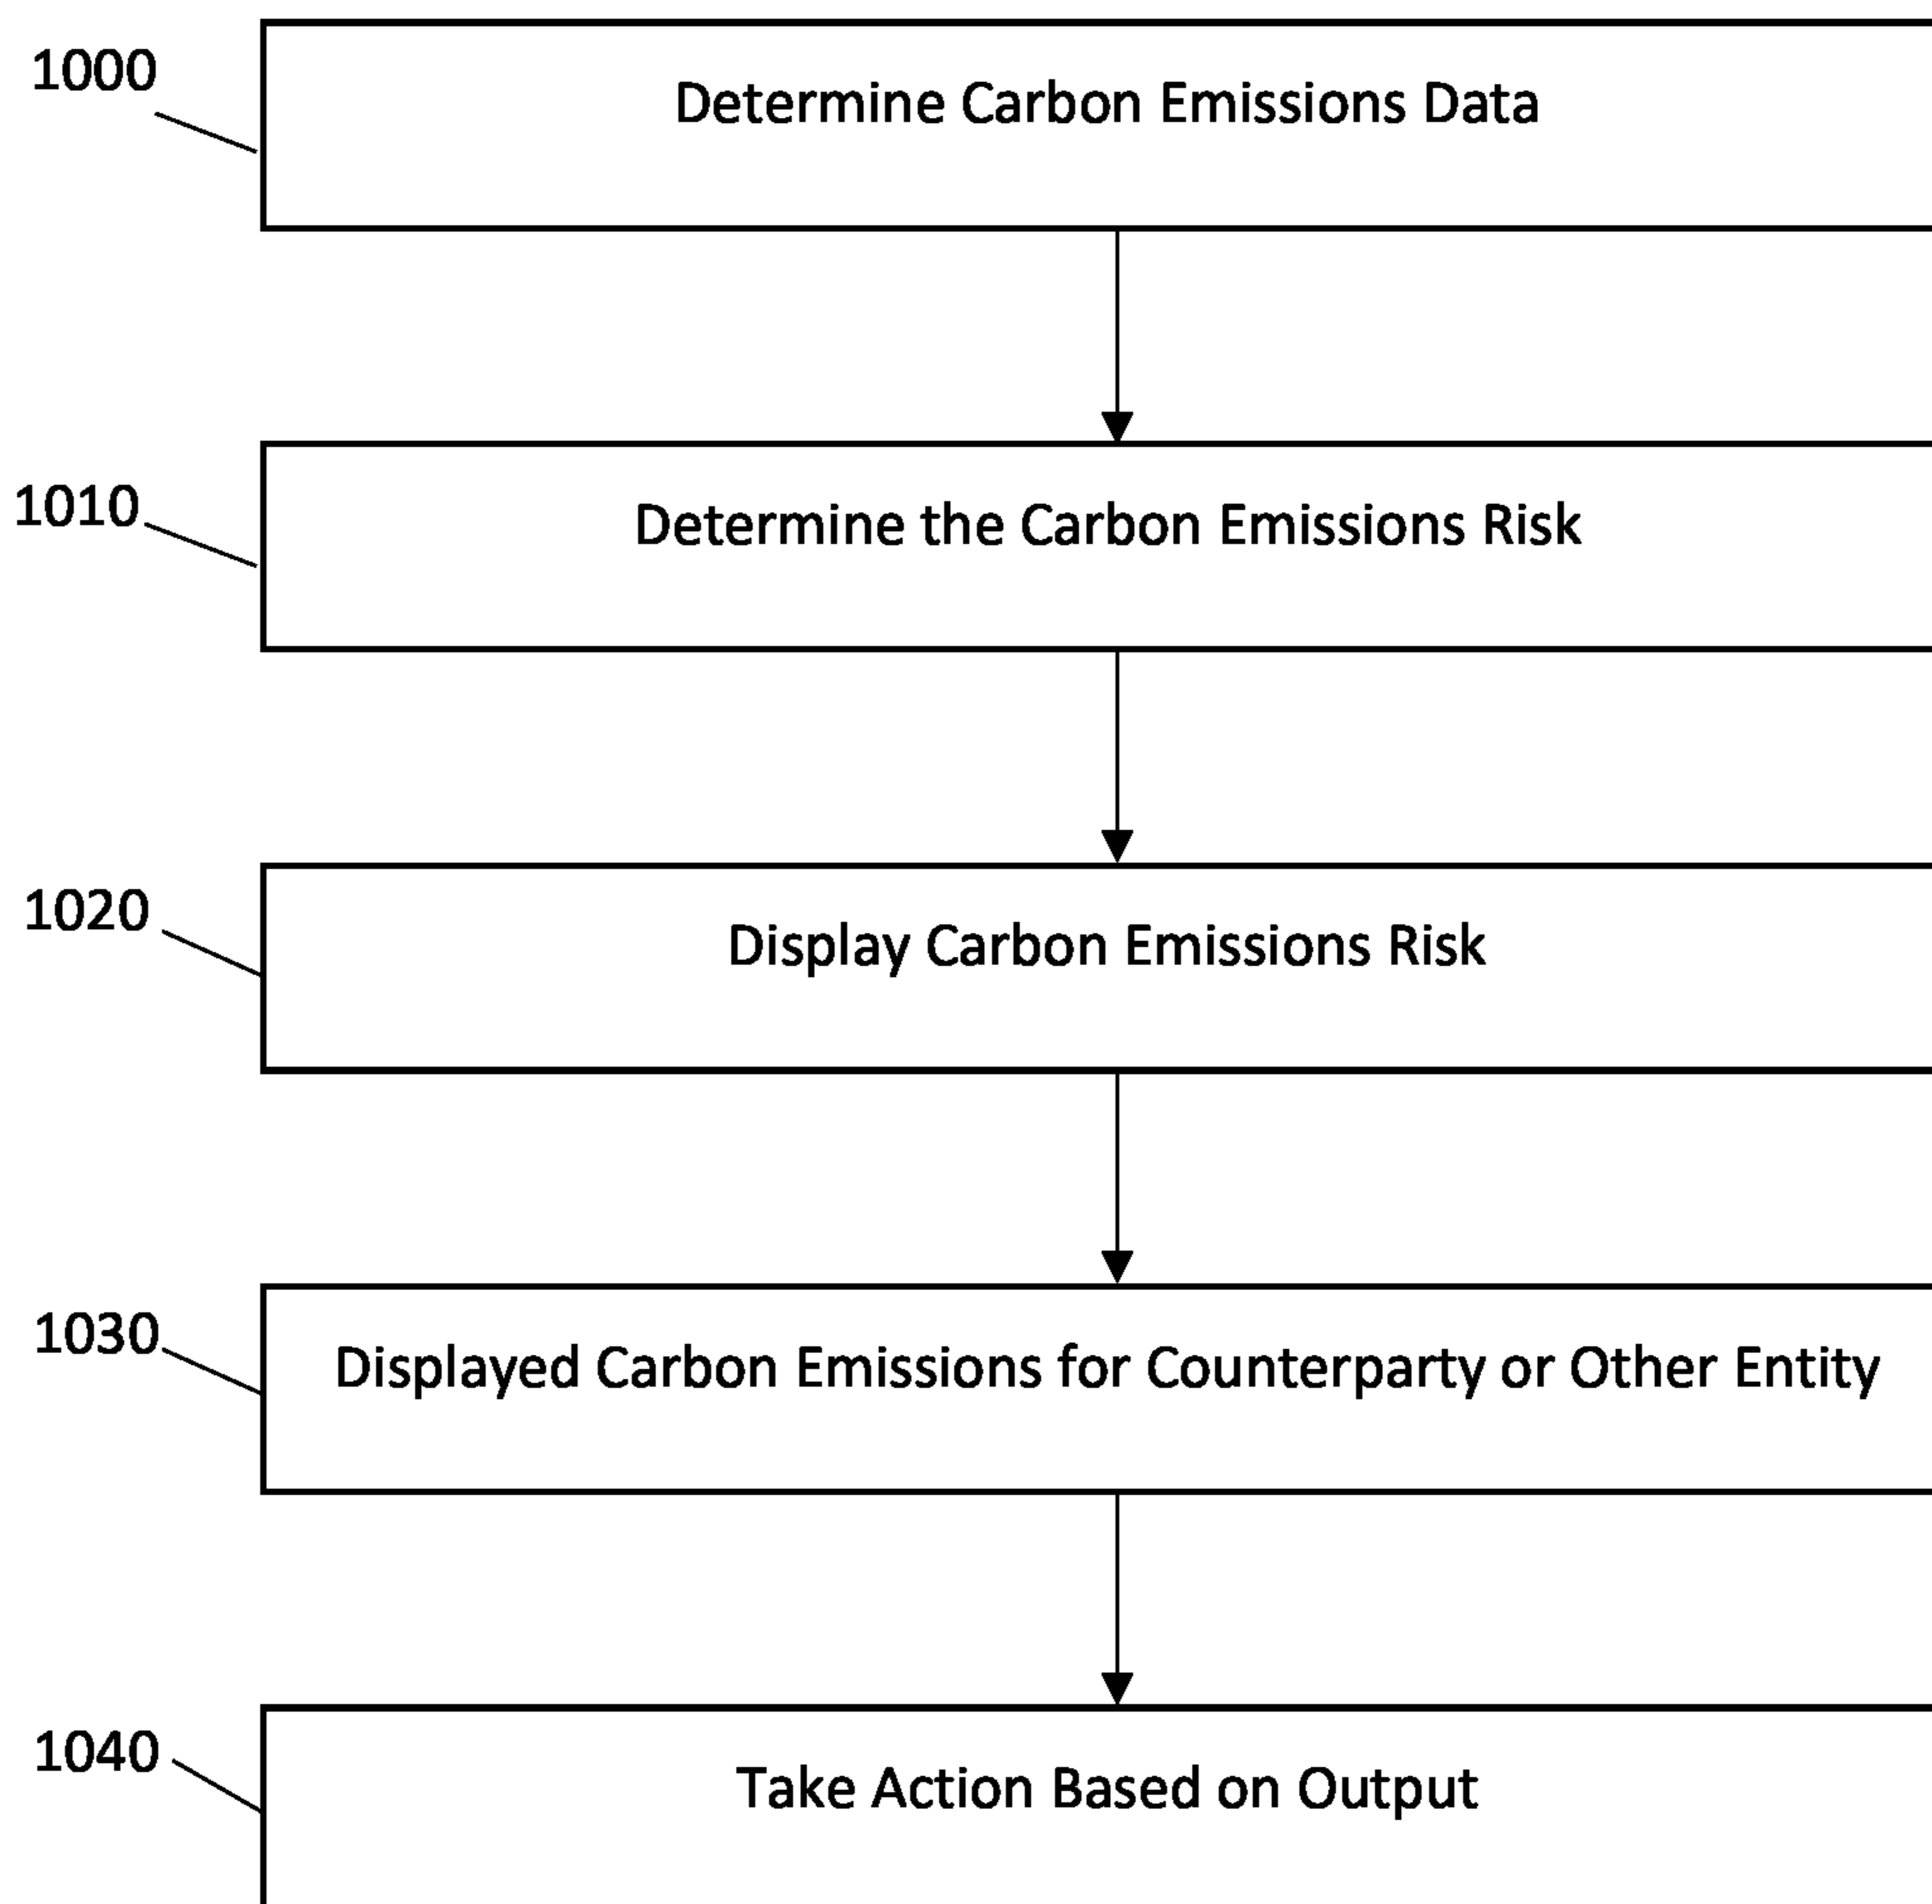 1000
Determine Carbon Emissions Data
1010
Determine the Carbon Emissions Risk
1020
Display Carbon Emissions Risk
1030
Displayed Carbon Emissions for Counterparty or Other Entity
1040
Take Action Based on Output